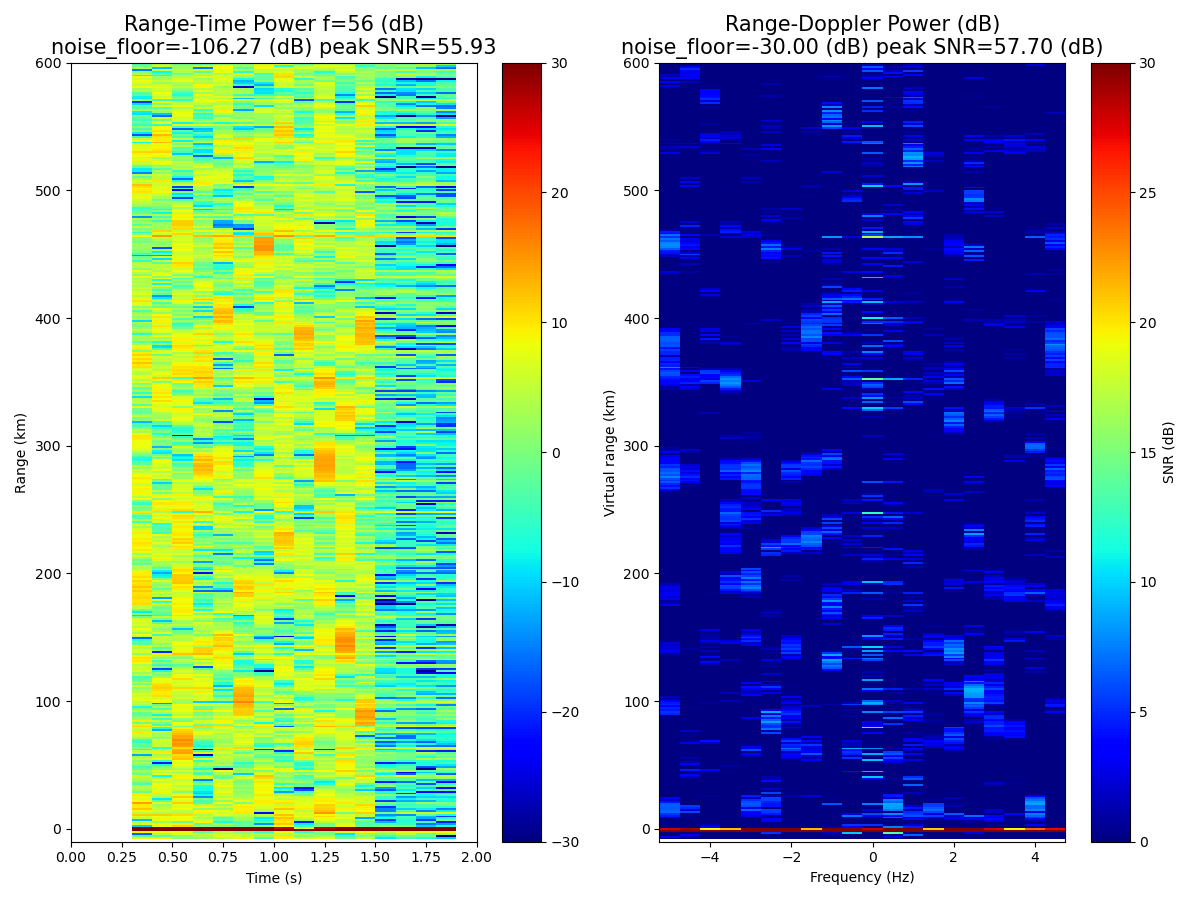 Range-Time Power f=56 (dB)
noise_floor=-106.27 (dB) peak SNR=55.93
600
500
400
300
200
100
0
Range (km)
0.00 0.25 0.50 0.75 1.00 1.25 1.50 1.75 2.00
Time (s)
30
20
10
0
−10
−20
−30
Range-Doppler Power (dB)
noise_floor=-30.00 (dB) peak SNR=57.70 (dB)
600
500
400
300
200
100
0
Virtual range (km)
−4 −2 0 2 4
Frequency (Hz)
30
25
20
15
10
5
0
SNR (dB)